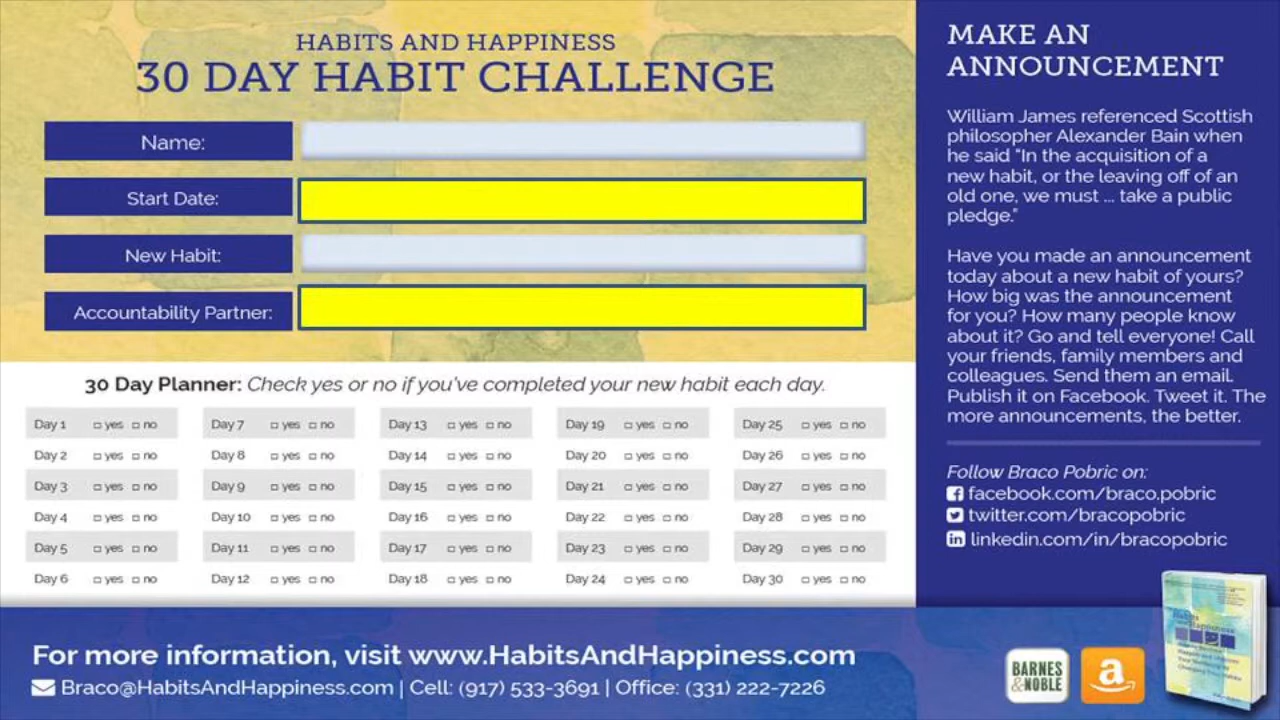 HABITS AND HAPPINESS
30 DAY HABIT CHALLENGE
Name:
Start Date:
New Habit:
Accountability Partner:
30 Day Planner: Check yes or no if you've completed your new habit each day.
Day 1 yes no Day 7 yes no Day 13 yes no Day 19 yes no Day 25 yes no
Day 2 yes no Day 8 yes no Day 14 yes no Day 20 yes no Day 26 yes no
Day 3 yes no Day 9 yes no Day 15 yes no Day 21 yes no Day 27 yes no
Day 4 yes no Day 10 yes no Day 16 yes no Day 22 yes no Day 28 yes no
Day 5 yes no Day 11 yes no Day 17 yes no Day 23 yes no Day 29 yes no
Day 6 yes no Day 12 yes no Day 18 yes no Day 24 yes no Day 30 yes no
MAKE AN
ANNOUNCEMENT
William James referenced Scottish
philosopher Alexander Bain when
he said "In the acquisition of a
new habit, or the leaving off of an
old one, we must ... take a public
pledge."
Have you made an announcement
today about a new habit of yours?
How big was the announcement
for you? How many people know
about it? Go and tell everyone! Call
your friends, family members and
colleagues. Send them an email.
Publish it on Facebook. Tweet it. The
more announcements, the better.
Follow Braco Pobric on:
facebook.com/braco.pobric
twitter.com/bracopobric
linkedin.com/in/bracopobric
For more information, visit www.HabitsAndHappiness.com
Braco@HabitsAndHappiness.com | Cell: (917) 533-3691 | Office: (331) 222-7226
BARNES
&NOBLE
a
Habits
Happiness